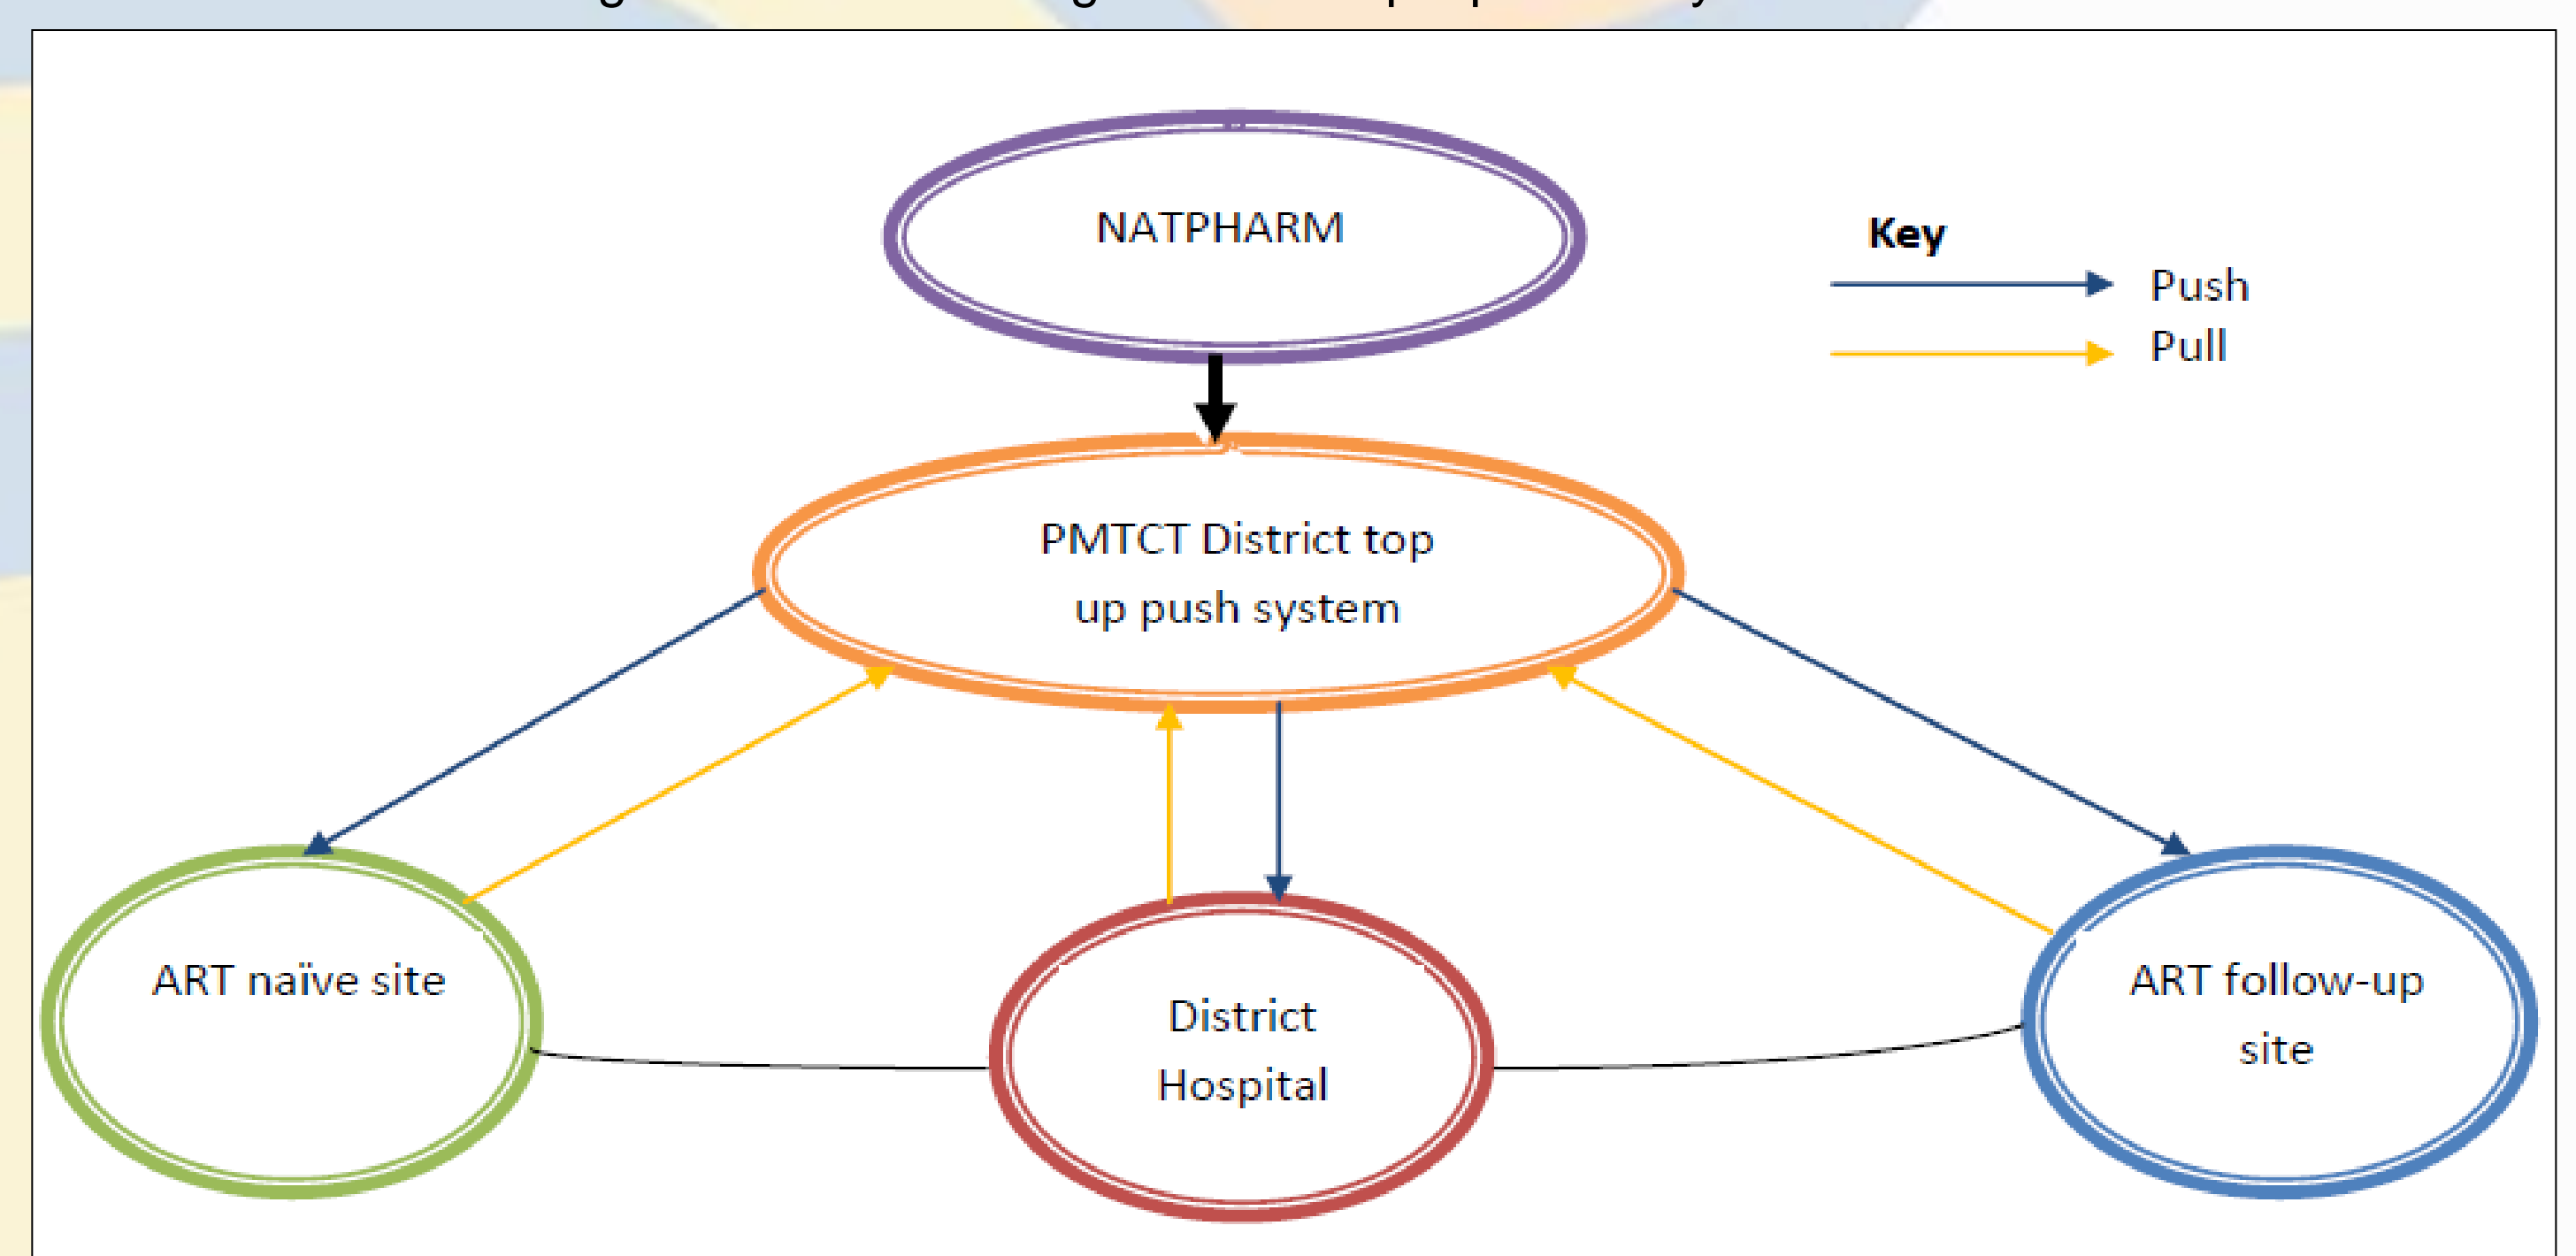 NATPHARM
Key
Push
Pull
PMTCT District top
up push system
ART naïve site
District
Hospital
ART follow-up
site